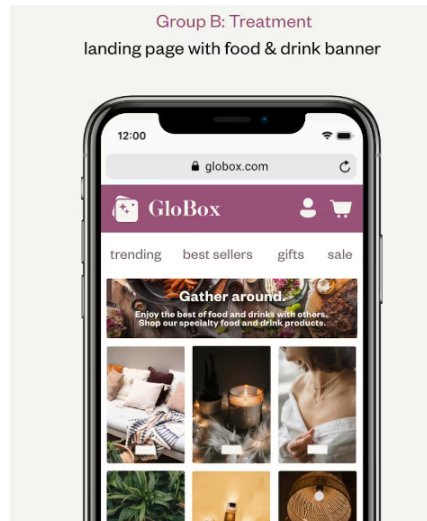 Group B: Treatment
landing page with food & drink banner
12:00
globox.com
GloBox
trending best sellers gifts sale
Gather around.
Enjoy the best of food and drinks with others.
Shop our specialty food and drink products.